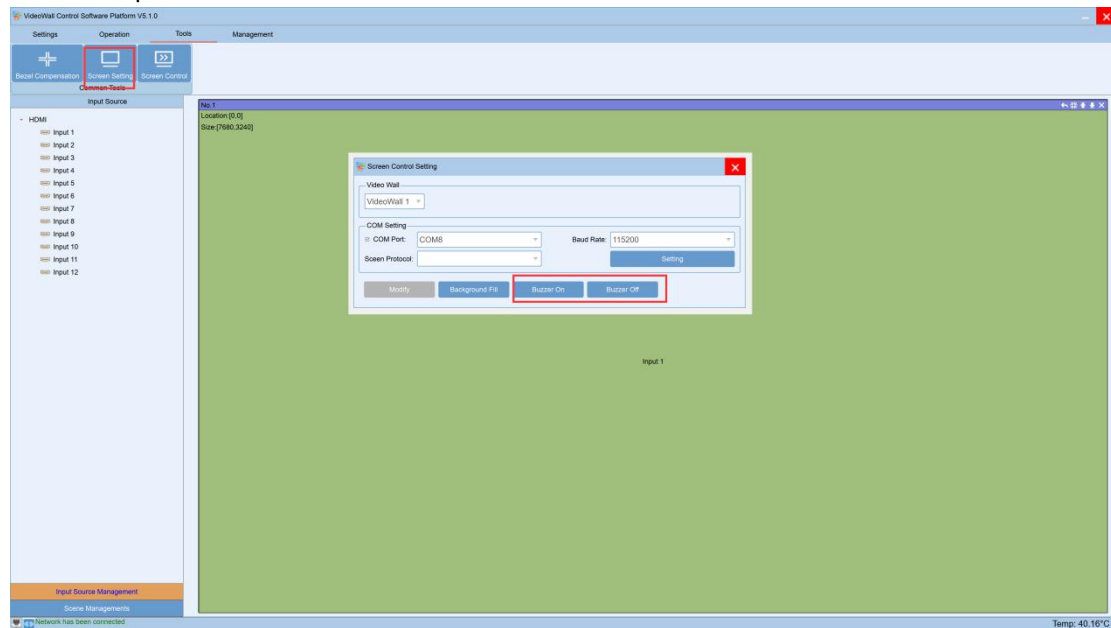 VideoWall Control Software Platform V5.1.0
Settings Operation Tools Management
Bezel Compensation Screen Setting Screen Control
Common Tools
Input Source
HDMI
Input 1
Input 2
Input 3
Input 4
Input 5
Input 6
Input 7
Input 8
Input 9
Input 10
Input 11
Input 12
No.1
Location:[0,0]
Size:[7680,3240]
Screen Control Setting
Video Wall
VideoWall 1
COM Setting
COM Port: COM8 Baud Rate: 115200
Sceen Protocol: Setting
Modify Background Fill Buzzer On Buzzer Off
Input 1
Input Source Management
Scene Managements
Network has been connected
Temp: 40.16°C